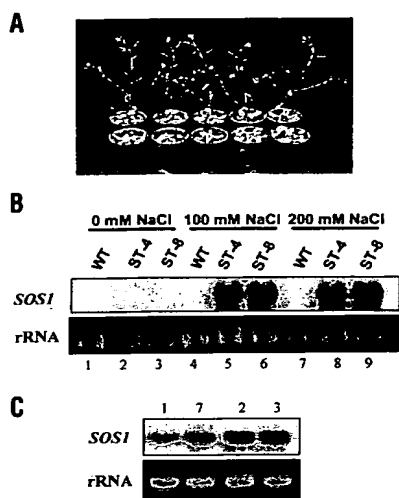 A
B
0 mM NaCl 100 mM NaCl 200 mM NaCl
WT ST-4 ST-8 WT ST-4 ST-8 WT ST-4 ST-8
SOS1
rRNA
1 2 3 4 5 6 7 8 9
C
1 7 2 3
SOS1
rRNA